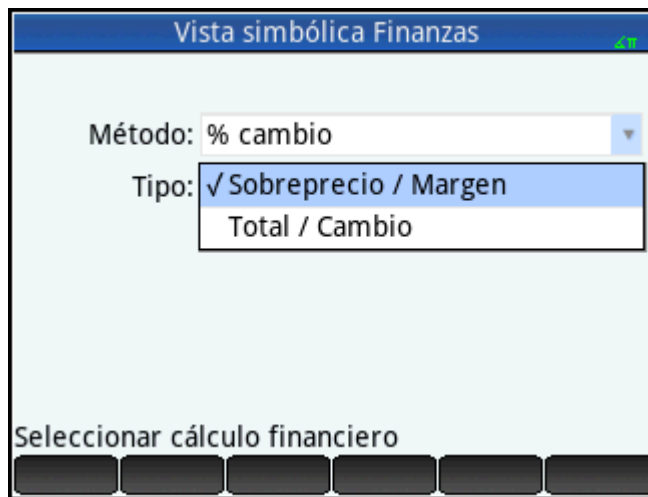 Vista simbólica Finanzas
∡π
Método: % cambio
Tipo: √ Sobreprecio / Margen
Total / Cambio
Seleccionar cálculo financiero